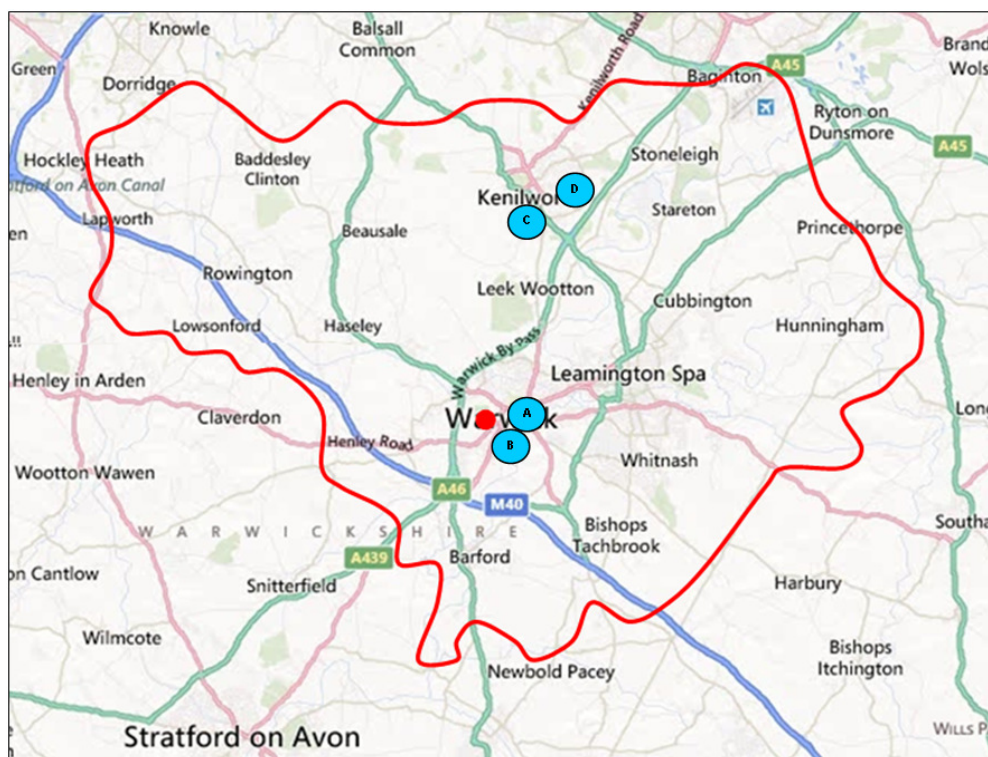 Knowle
Balsall
Common
Kenilworth Road
A45
Brand
Wols
Green
Dorridge
Baginton
Ryton on
Dunsmore
A45
Hockley Heath
Baddesley
Clinton
Stoneleigh
Avon Canal
D
Kenilwor
C
Stareton
Lapworth
Beausale
Princethorpe
Rowington
Leek Wootton
Cubbington
Lowsonford
Haseley
Hunningham
Warwick By Pass
Henley in Arden
Leamington Spa
Claverdon
A
Warwick
Henley Road
B
Whitnash
Wootton Wawen
A46
M40
WARWICKSHIRE
Bishops
Tachbrook
South
A439
Barford
on Cantlow
Snitterfield
Harbury
Wilmcote
Bishops
Itchington
Newbold Pacey
Stratford on Avon
WILLS P